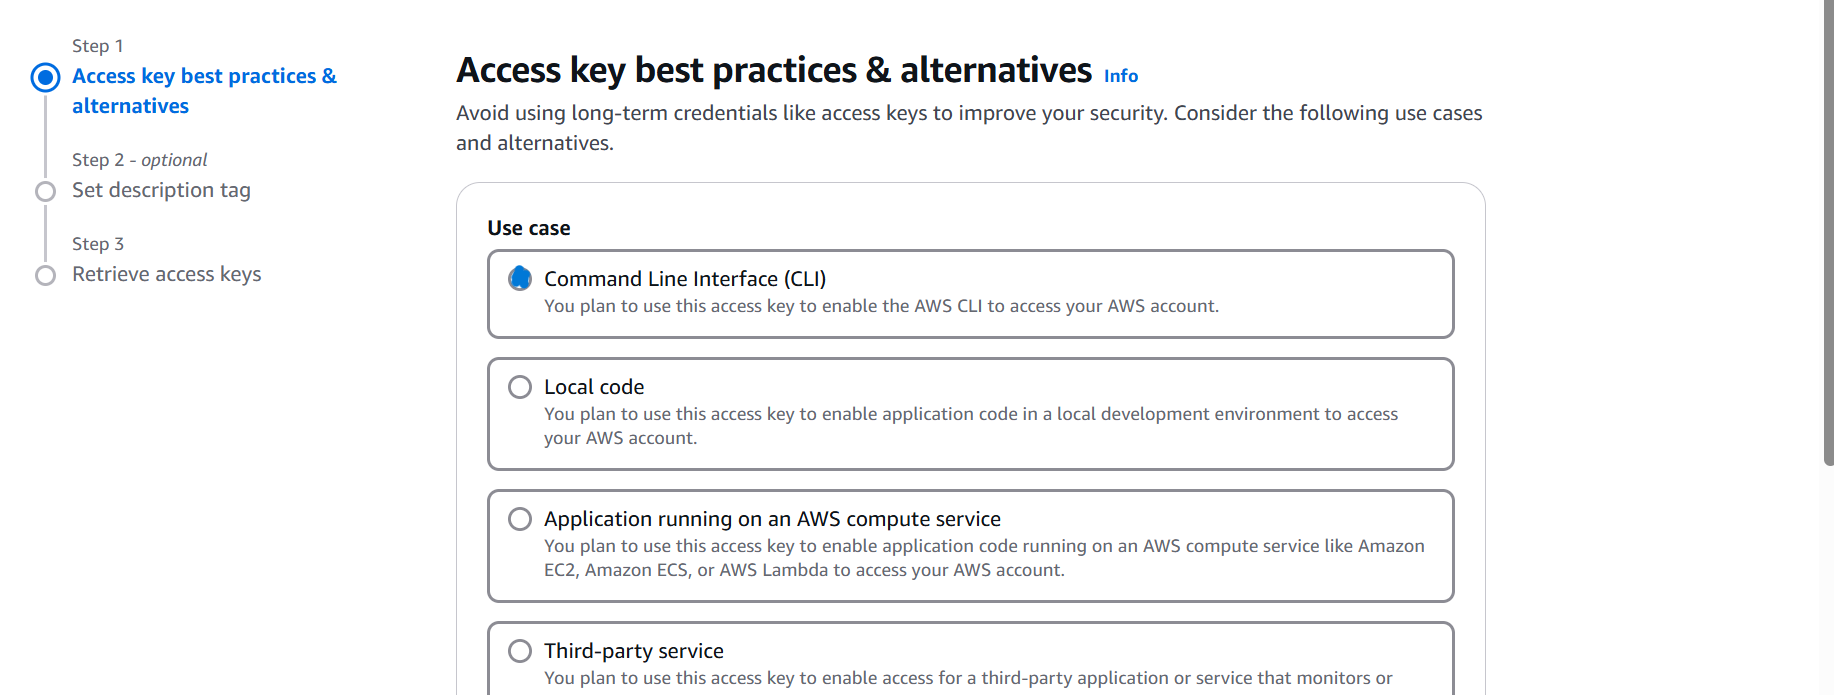 Step 1
Access key best practices &
alternatives
Step 2 - optional
Set description tag
Step 3
Retrieve access keys
Access key best practices & alternatives Info
Avoid using long-term credentials like access keys to improve your security. Consider the following use cases
and alternatives.
Use case
Command Line Interface (CLI)
You plan to use this access key to enable the AWS CLI to access your AWS account.
Local code
You plan to use this access key to enable application code in a local development environment to access
your AWS account.
Application running on an AWS compute service
You plan to use this access key to enable application code running on an AWS compute service like Amazon
EC2, Amazon ECS, or AWS Lambda to access your AWS account.
Third-party service
You plan to use this access key to enable access for a third-party application or service that monitors or